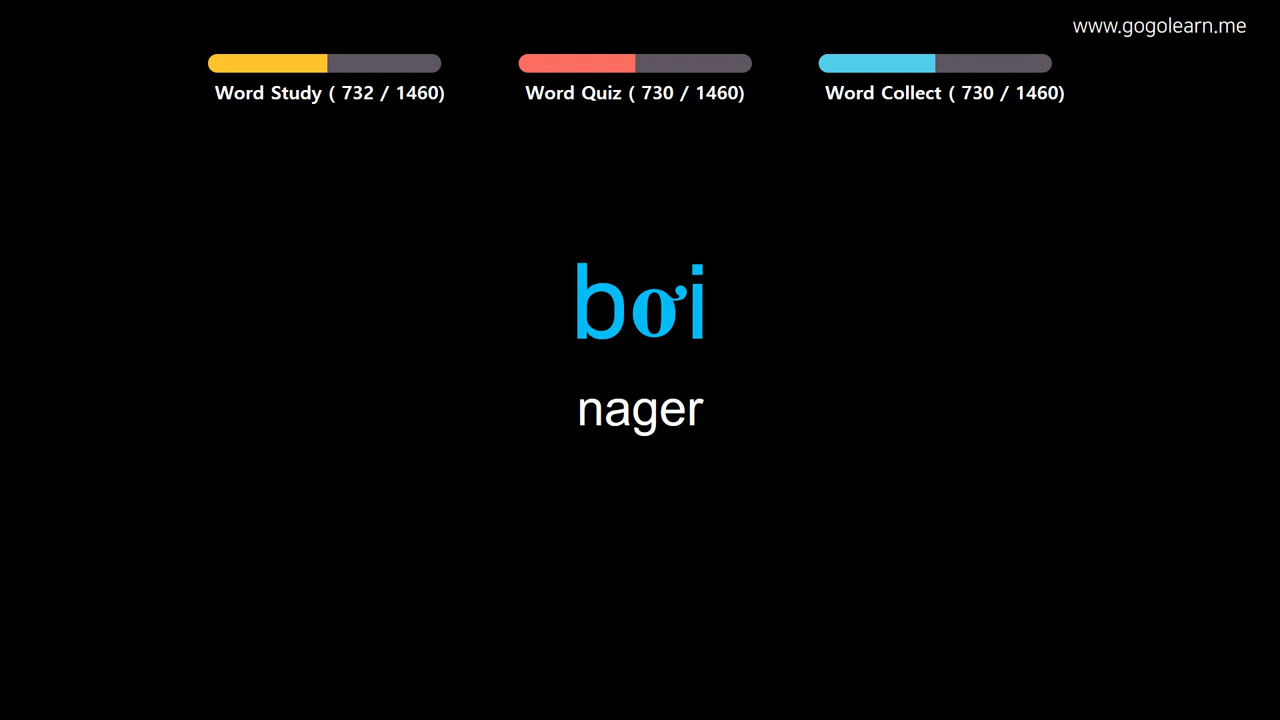 www.gogolearn.me
Word Study ( 732 / 1460)
Word Quiz ( 730 / 1460)
Word Collect ( 730 / 1460)
bơi
nager